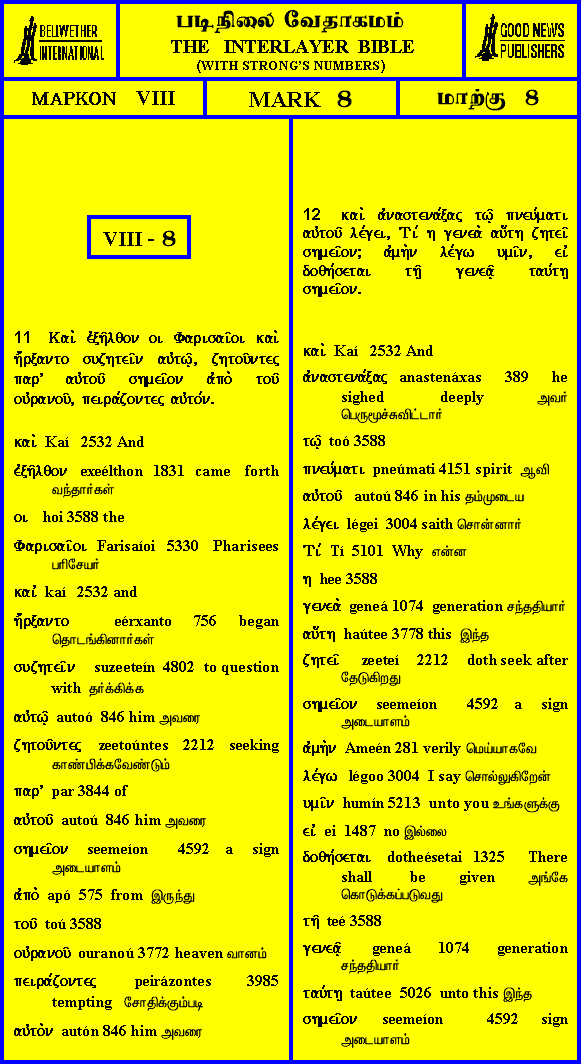 BELIWETHER
INTERNATIONAL
படிநிலை வேதாகமம்
THE INTERLAYER BIBLE
(WITH STRONG'S NUMBERS)
GOOD NEWS
PUBLISHERS
ΜΑΡΚΟΝ VIII
MARK 8
மாற்கு 8
VIII - 8
11 Καὶ ἐξῆλθον οι Φαρισαῖοι καὶ
ἤρξαντο συζητεῖν αὐτῳ, ζητοῦντες
παρ’ αὐτοῦ σημεῖον ἀπὸ τοῦ
οὐρανοῦ, πειράζοντες αὐτόν.
καὶ Kaí 2532 And
ἐξῆλθον exeélthon 1831 came forth
வந்தார்கள்
οι hoi 3588 the
Φαρισαῖοι Farisaíoi 5330 Pharisees
பரிசேயர்
καἰ kaí 2532 and
ἤρξαντο eérxanto 756 began
தொடங்கினார்கள்
συζητεῖν suzeeteín 4802 to question
with தர்க்கிக்க
αὐτῳ autoó 846 him அவரை
ζητοῦντες zeetoúntes 2212 seeking
காண்பிக்கவேண்டும்
παρ’ par 3844 of
αὐτοῦ autoú 846 him அவரை
σημεῖον seemeíon 4592 a sign
அடையாளம்
ἀπὸ apó 575 from இருந்து
τοῦ toú 3588
οὐρανοῦ ouranoú 3772 heaven வானம்
πειράζοντες peirázontes 3985
tempting சோதிக்கும்படி
αὐτὸν autón 846 him அவரை
12 καὶ ἀναστενάξας τῷ πνεύματι
αὐτοῦ λέγει, Τί η γενεὰ αὕτη ζητεῖ
σημεῖον; ἀμὴν λέγω υμῖν, εἰ
δοθήσεται τῇ γενεᾷ ταύτῃ
σημεῖον.
καὶ Kaí 2532 And
ἀναστενάξας anastenáxas 389 he
sighed deeply அவர்
பெருமூச்சுவிட்டார்
τῷ toó 3588
πνεύματι pneúmati 4151 spirit ஆவி
αὐτοῦ autoú 846 in his தம்முடைய
λέγει légei 3004 saith சொன்னார்
Τί Tí 5101 Why என்ன
η hee 3588
γενεὰ geneá 1074 generation சந்ததியார்
αὕτη haútee 3778 this இந்த
ζητεῖ zeeteí 2212 doth seek after
தேடுகிறது
σημεῖον seemeíon 4592 a sign
அடையாளம்
ἀμὴν Ameén 281 verily மெய்யாகவே
λέγω légoo 3004 I say சொல்லுகிறேன்
υμῖν humín 5213 unto you உங்களுக்கு
εἰ ei 1487 no இல்லை
δοθήσεται dotheésetai 1325 There
shall be given அங்கே
கொடுக்கப்படுவது
τῇ teé 3588
γενεᾷ geneá 1074 generation
சந்ததியார்
ταύτῃ taútee 5026 unto this இந்த
σημεῖον seemeíon 4592 sign
அடையாளம்